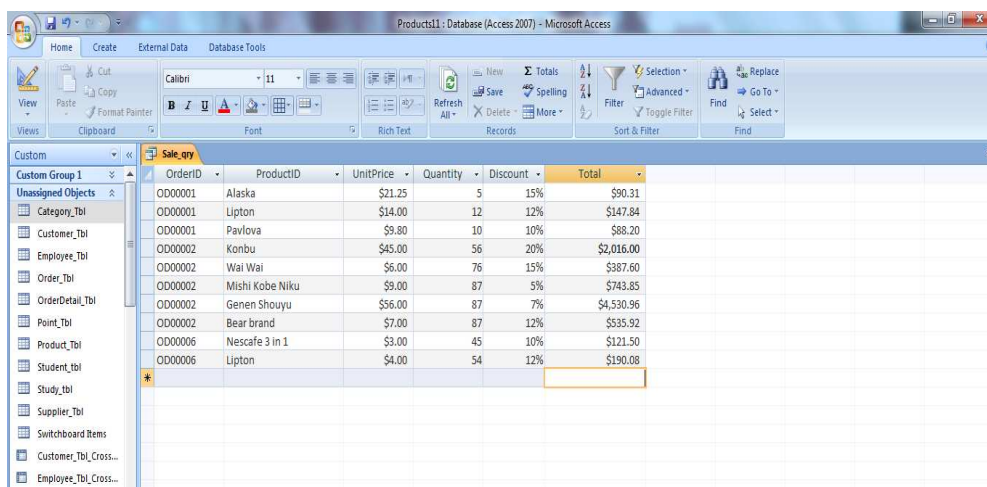 Products11 : Database (Access 2007) - Microsoft Access
Home Create External Data Database Tools
View
Views
Paste
Cut
Copy
Format Painter
Clipboard
Calibri 11
B I U A
Font
Rich Text
Refresh All
New
Save
Delete
Σ Totals
Spelling
More
Records
Filter
Selection
Advanced
Toggle Filter
Sort & Filter
Find
Replace
Go To
Select
Find
Custom
Custom Group 1
Unassigned Objects
Category_Tbl
Customer_Tbl
Employee_Tbl
Order_Tbl
OrderDetail_Tbl
Point_Tbl
Product_Tbl
Student_tbl
Study_tbl
Supplier_Tbl
Switchboard Items
Customer_Tbl_Cross...
Employee_Tbl_Cross...
Sale_qry
OrderID ProductID UnitPrice Quantity Discount Total
OD00001 Alaska $21.25 5 15% $90.31
OD00001 Lipton $14.00 12 12% $147.84
OD00001 Pavlova $9.80 10 10% $88.20
OD00002 Konbu $45.00 56 20% $2,016.00
OD00002 Wai Wai $6.00 76 15% $387.60
OD00002 Mishi Kobe Niku $9.00 87 5% $743.85
OD00002 Genen Shouyu $56.00 87 7% $4,530.96
OD00002 Bear brand $7.00 87 12% $535.92
OD00006 Nescafe 3 in 1 $3.00 45 10% $121.50
OD00006 Lipton $4.00 54 12% $190.08